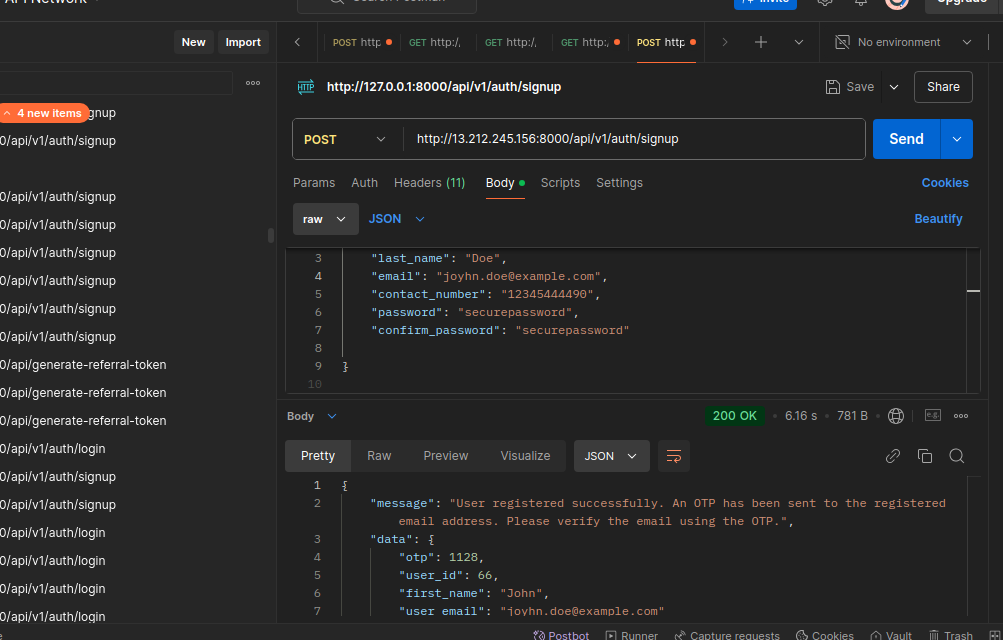 Invite
Upgrade
New
Import
POST http
GET http:/,
GET http:/,
GET http:/
POST http
No environment
http://127.0.0.1:8000/api/v1/auth/signup
Save
Share
4 new items
gnup
0/api/v1/auth/signup
POST
http://13.212.245.156:8000/api/v1/auth/signup
Send
Params
Auth
Headers (11)
Body
Scripts
Settings
Cookies
raw
JSON
Beautify
0/api/v1/auth/signup
0/api/v1/auth/signup
0/api/v1/auth/signup
0/api/v1/auth/signup
0/api/v1/auth/signup
0/api/v1/auth/signup
0/api/generate-referral-token
0/api/generate-referral-token
0/api/generate-referral-token
0/api/v1/auth/login
0/api/v1/auth/signup
0/api/v1/auth/signup
0/api/v1/auth/login
0/api/v1/auth/login
0/api/v1/auth/login
0/api/v1/auth/login
3 "last_name": "Doe",
4 "email": "joyhn.doe@example.com",
5 "contact_number": "12345444490",
6 "password": "securepassword",
7 "confirm_password": "securepassword"
8
9 }
10
Body
200 OK
6.16 s
781 B
e.g.
Pretty
Raw
Preview
Visualize
JSON
1 {
2 "message": "User registered successfully. An OTP has been sent to the registered
email address. Please verify the email using the OTP.",
3 "data": {
4 "otp": 1128,
5 "user_id": 66,
6 "first_name": "John",
7 "user_email": "joyhn.doe@example.com"
Postbot
Runner
Capture requests
Cookies
Vault
Trash